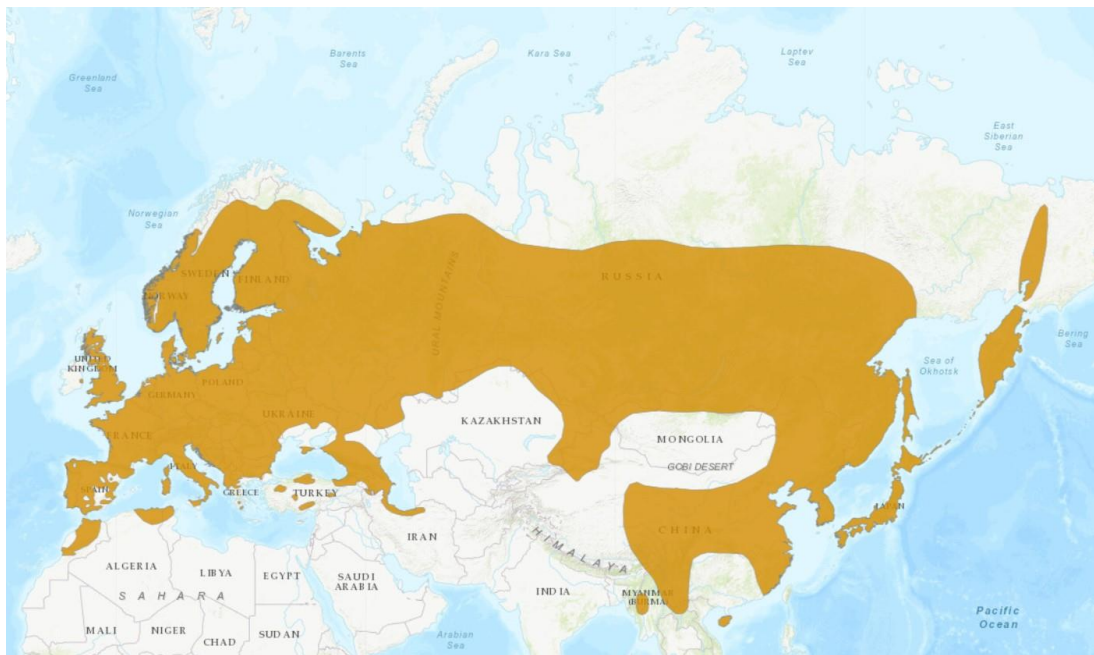 Greenland
Sea
Barents
Sea
Kara Sea
Laptev
Sea
East
Siberian
Sea
Norwegian
Sea
SWEDEN
FINLAND
NORWAY
URAL MOUNTAINS
RUSSIA
Bering
Sea
Sea of
Okhotsk
UNITED
KINGDOM
POLAND
GERMANY
UKRAINE
FRANCE
KAZAKHSTAN
MONGOLIA
GOBI DESERT
ITALY
SPAIN
GREECE
TURKEY
JAPAN
CHINA
IRAN
HIMALAYA
ALGERIA
LIBYA
EGYPT
SAUDI
ARABIA
SAHARA
INDIA
MYANMAR
(BURMA)
MALI
NIGER
CHAD
SUDAN
Arabian
Sea
Pacific
Ocean